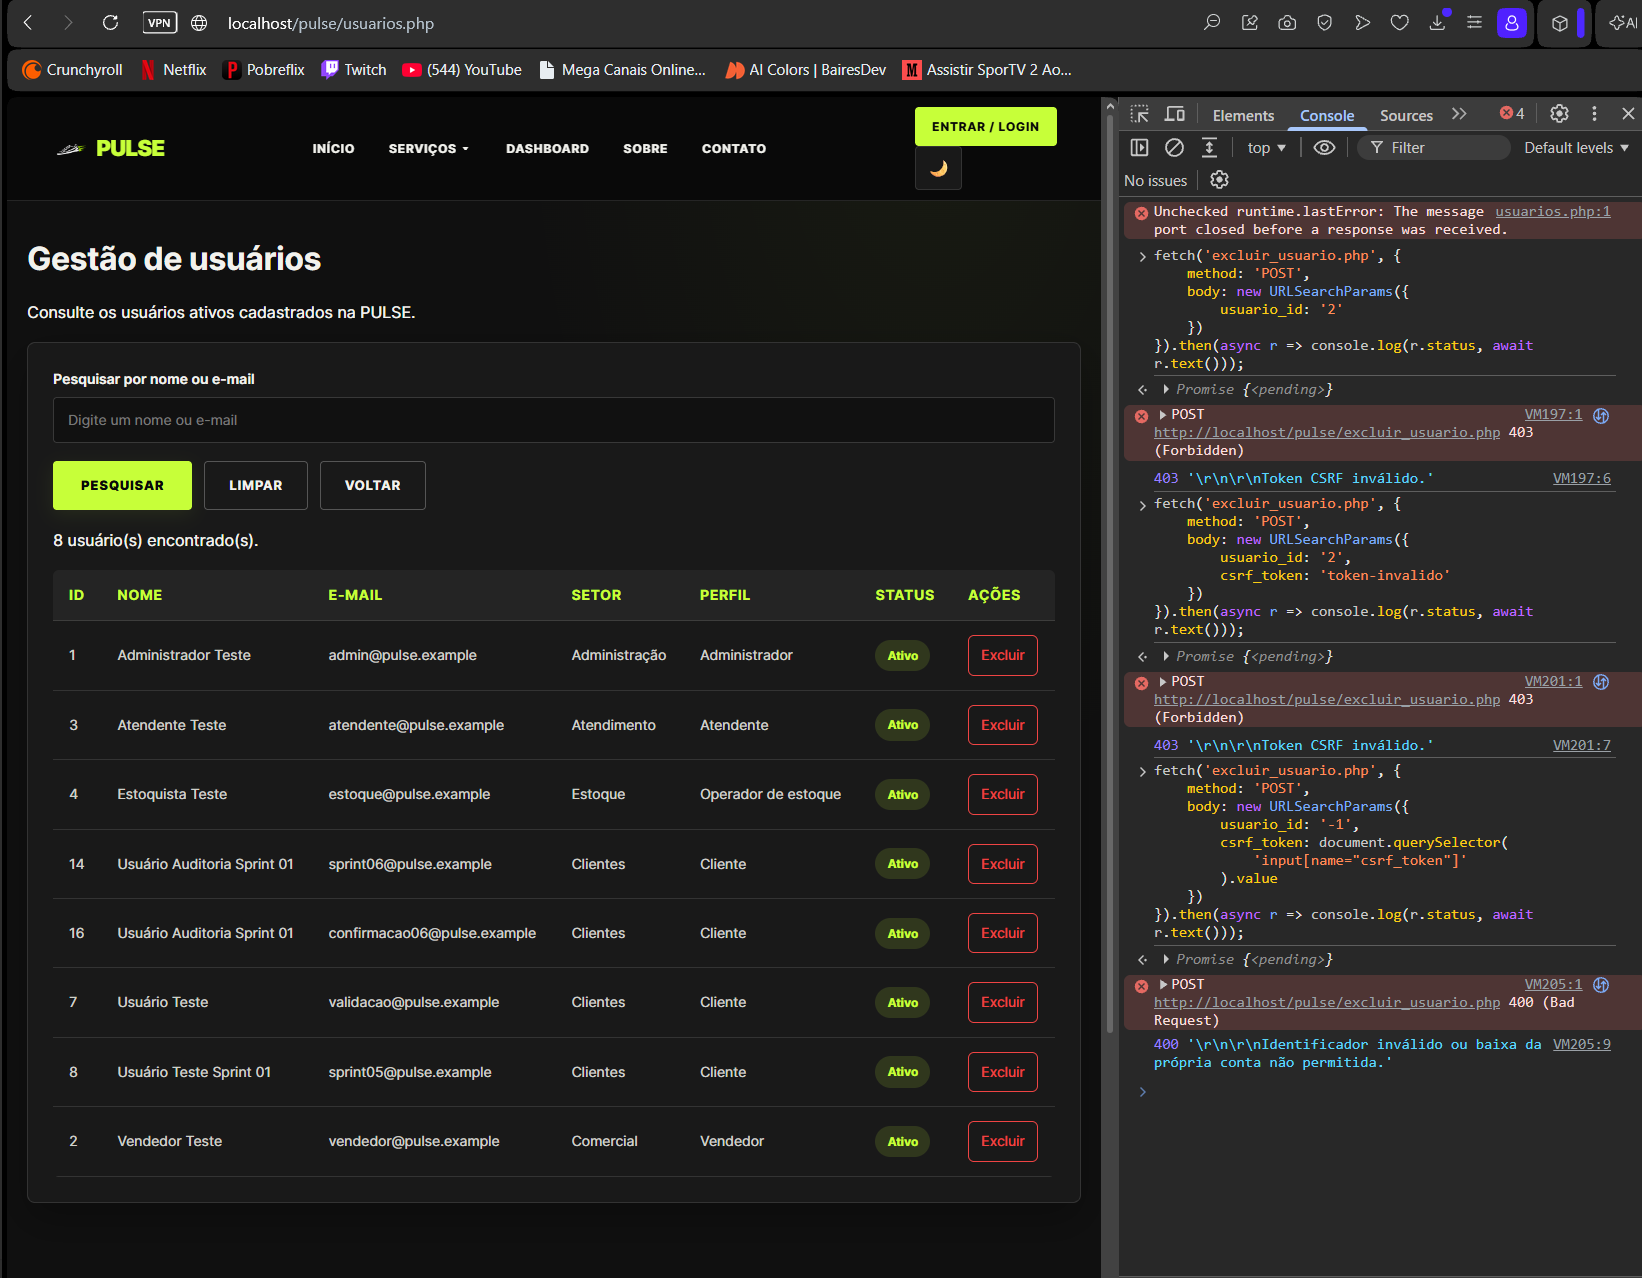 VPN
localhost/pulse/usuarios.php
AI
Crunchyroll
Netflix
Pobreflix
Twitch
(544) YouTube
Mega Canais Online...
AI Colors | BairesDev
Assistir SporTV 2 Ao...
PULSE
INÍCIO
SERVIÇOS
DASHBOARD
SOBRE
CONTATO
ENTRAR / LOGIN
Gestão de usuários
Consulte os usuários ativos cadastrados na PULSE.
Pesquisar por nome ou e-mail
Digite um nome ou e-mail
PESQUISAR
LIMPAR
VOLTAR
8 usuário(s) encontrado(s).
ID NOME E-MAIL SETOR PERFIL STATUS AÇÕES
1 Administrador Teste admin@pulse.example Administração Administrador Ativo Excluir
3 Atendente Teste atendente@pulse.example Atendimento Atendente Ativo Excluir
4 Estoquista Teste estoque@pulse.example Estoque Operador de estoque Ativo Excluir
14 Usuário Auditoria Sprint 01 sprint06@pulse.example Clientes Cliente Ativo Excluir
16 Usuário Auditoria Sprint 01 confirmacao06@pulse.example Clientes Cliente Ativo Excluir
7 Usuário Teste validacao@pulse.example Clientes Cliente Ativo Excluir
8 Usuário Teste Sprint 01 sprint05@pulse.example Clientes Cliente Ativo Excluir
2 Vendedor Teste vendedor@pulse.example Comercial Vendedor Ativo Excluir
Elements
Console
Sources
4
top
Filter
Default levels
No issues
Unchecked runtime.lastError: The message usuarios.php:1
port closed before a response was received.
fetch('excluir_usuario.php', {
method: 'POST',
body: new URLSearchParams({
usuario_id: '2'
})
}).then(async r => console.log(r.status, await
r.text()));
Promise {<pending>}
POST VM197:1
http://localhost/pulse/excluir_usuario.php 403
(Forbidden)
403 '\r\n\r\nToken CSRF inválido.' VM197:6
fetch('excluir_usuario.php', {
method: 'POST',
body: new URLSearchParams({
usuario_id: '2',
csrf_token: 'token-invalido'
})
}).then(async r => console.log(r.status, await
r.text()));
Promise {<pending>}
POST VM201:1
http://localhost/pulse/excluir_usuario.php 403
(Forbidden)
403 '\r\n\r\nToken CSRF inválido.' VM201:7
fetch('excluir_usuario.php', {
method: 'POST',
body: new URLSearchParams({
usuario_id: '-1',
csrf_token: document.querySelector(
'input[name="csrf_token"]'
).value
})
}).then(async r => console.log(r.status, await
r.text()));
Promise {<pending>}
POST VM205:1
http://localhost/pulse/excluir_usuario.php 400 (Bad
Request)
400 '\r\n\r\nIdentificador inválido ou baixa da VM205:9
própria conta não permitida.'